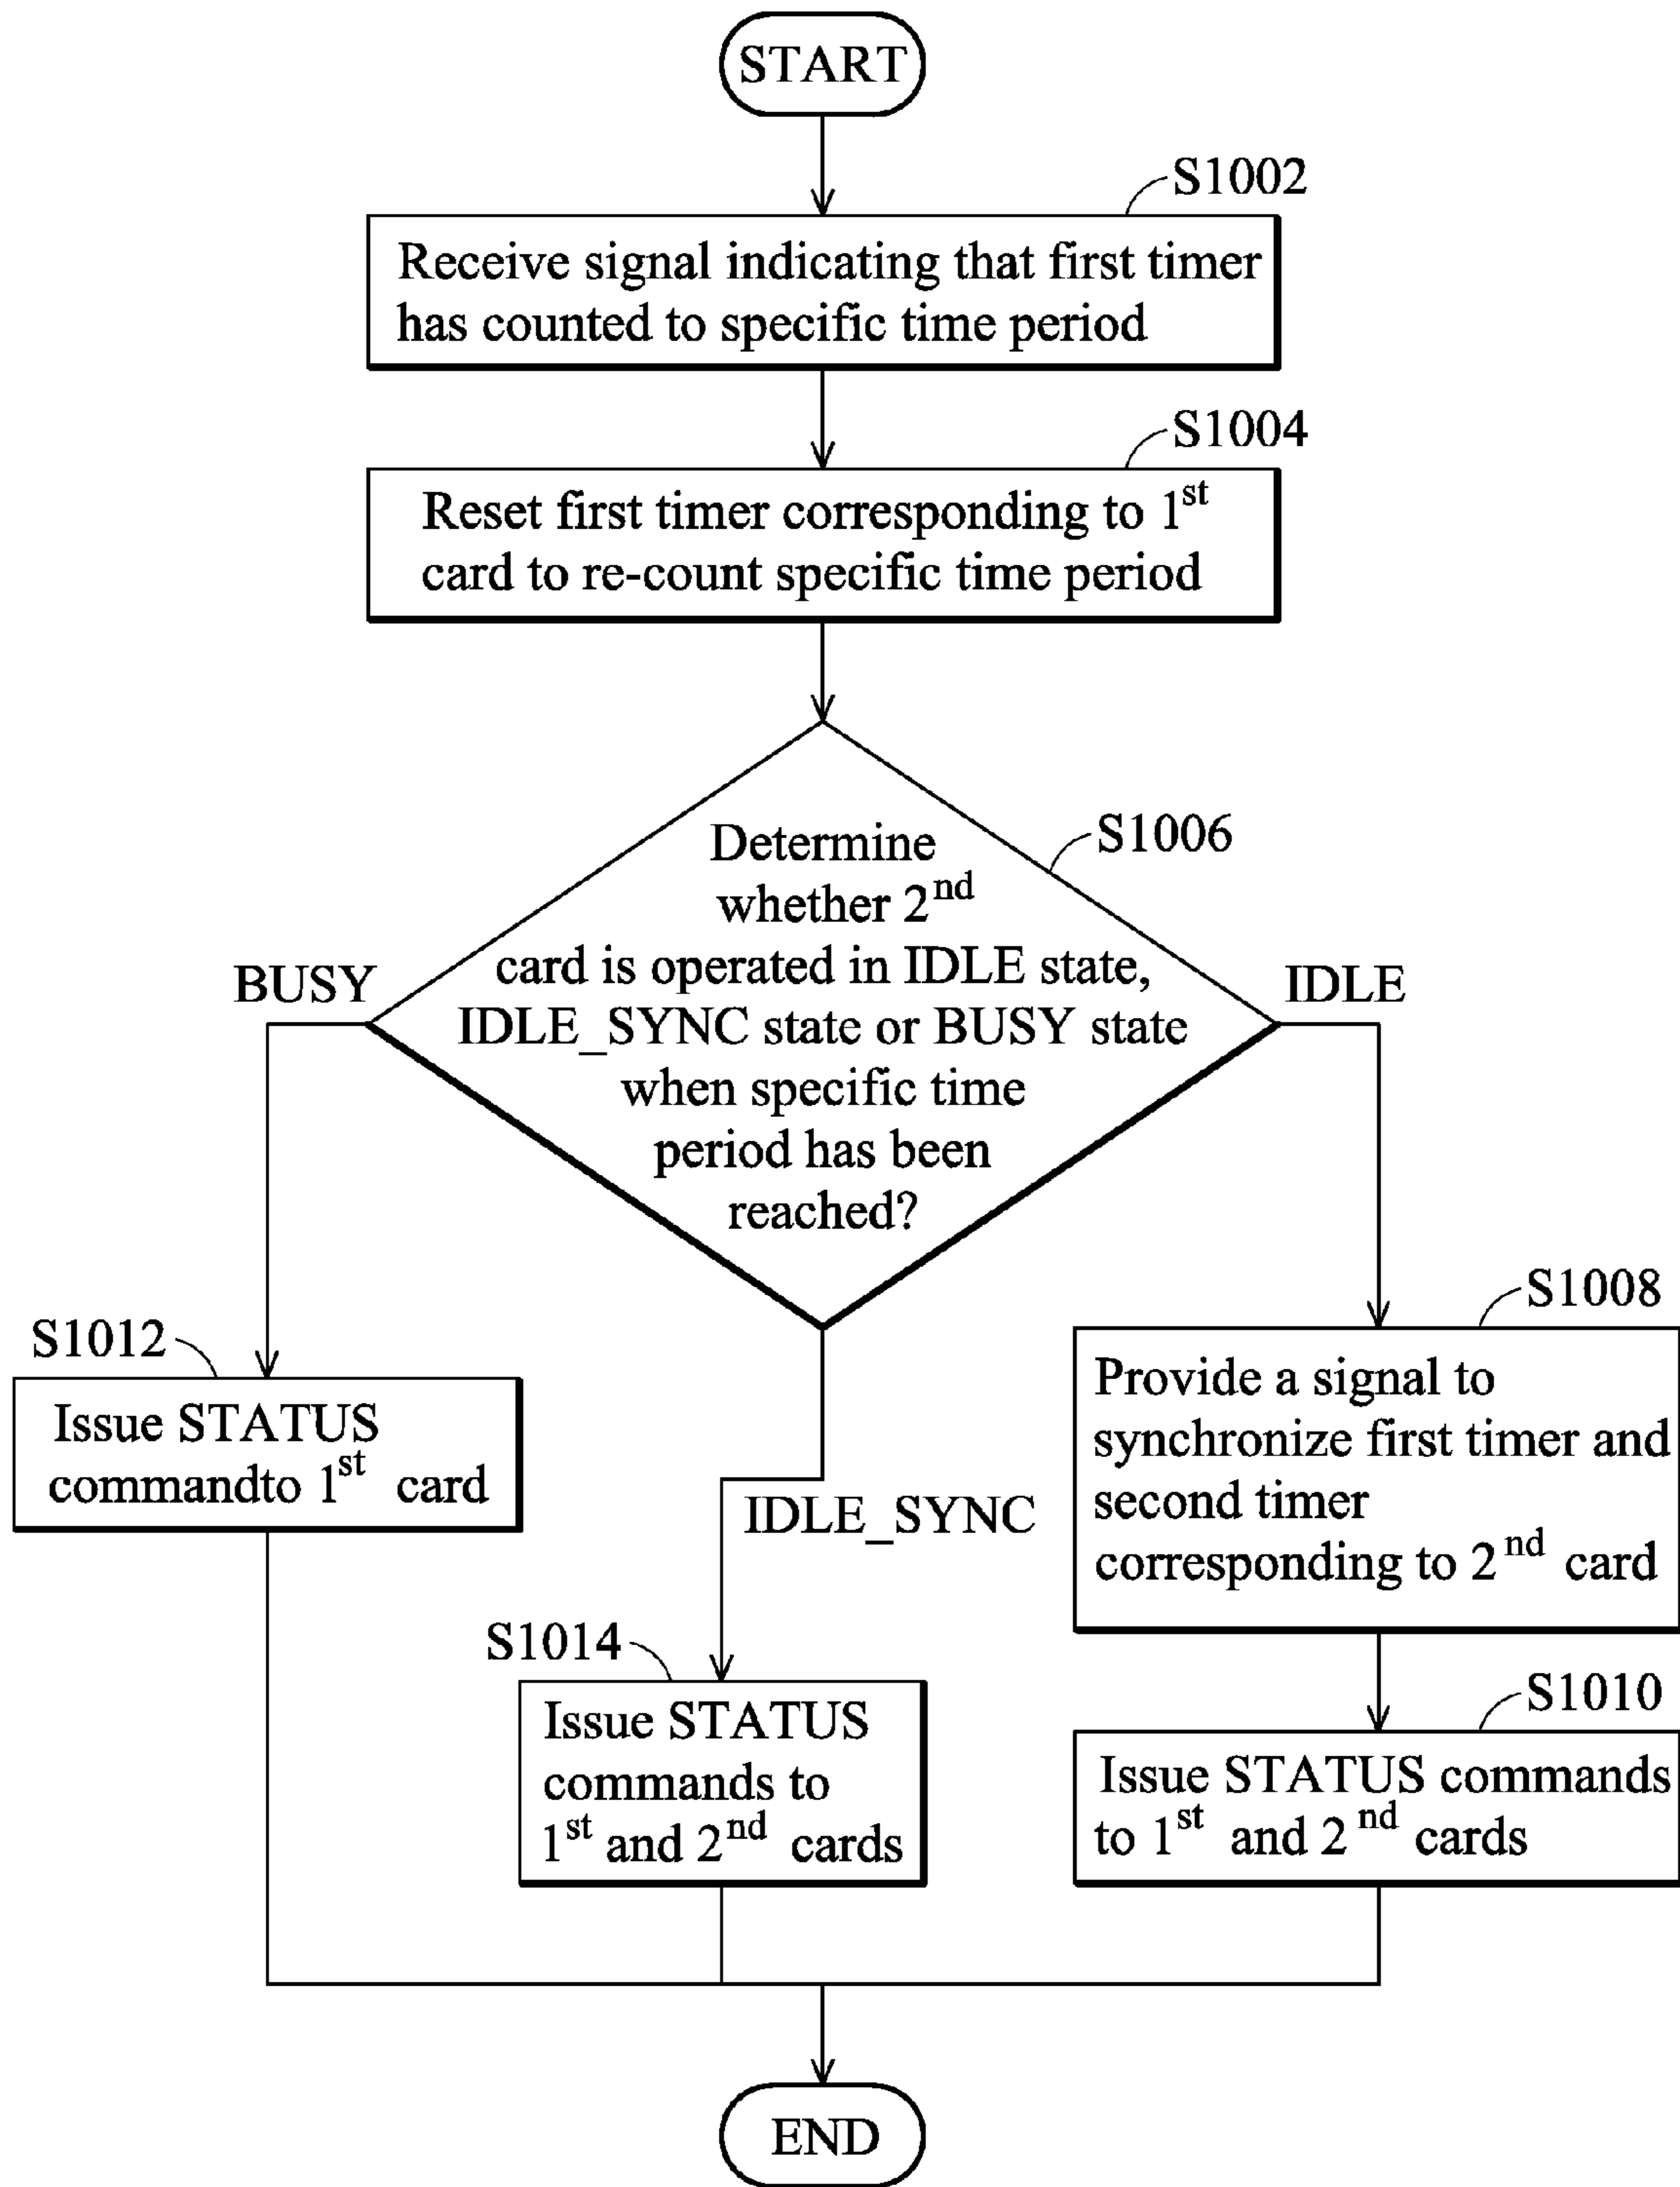 START
S1002
Receive signal indicating that first timer
has counted to specific time period
S1004
Reset first timer corresponding to 1st
card to re-count specific time period
S1006
Determine
whether 2nd
card is operated in IDLE state,
IDLE_SYNC state or BUSY state
when specific time
period has been
reached?
BUSY
IDLE
S1012
Issue STATUS
commandto 1st card
IDLE_SYNC
S1014
Issue STATUS
commands to
1st and 2nd cards
S1008
Provide a signal to
synchronize first timer and
second timer
corresponding to 2nd card
S1010
Issue STATUS commands
to 1st and 2nd cards
END